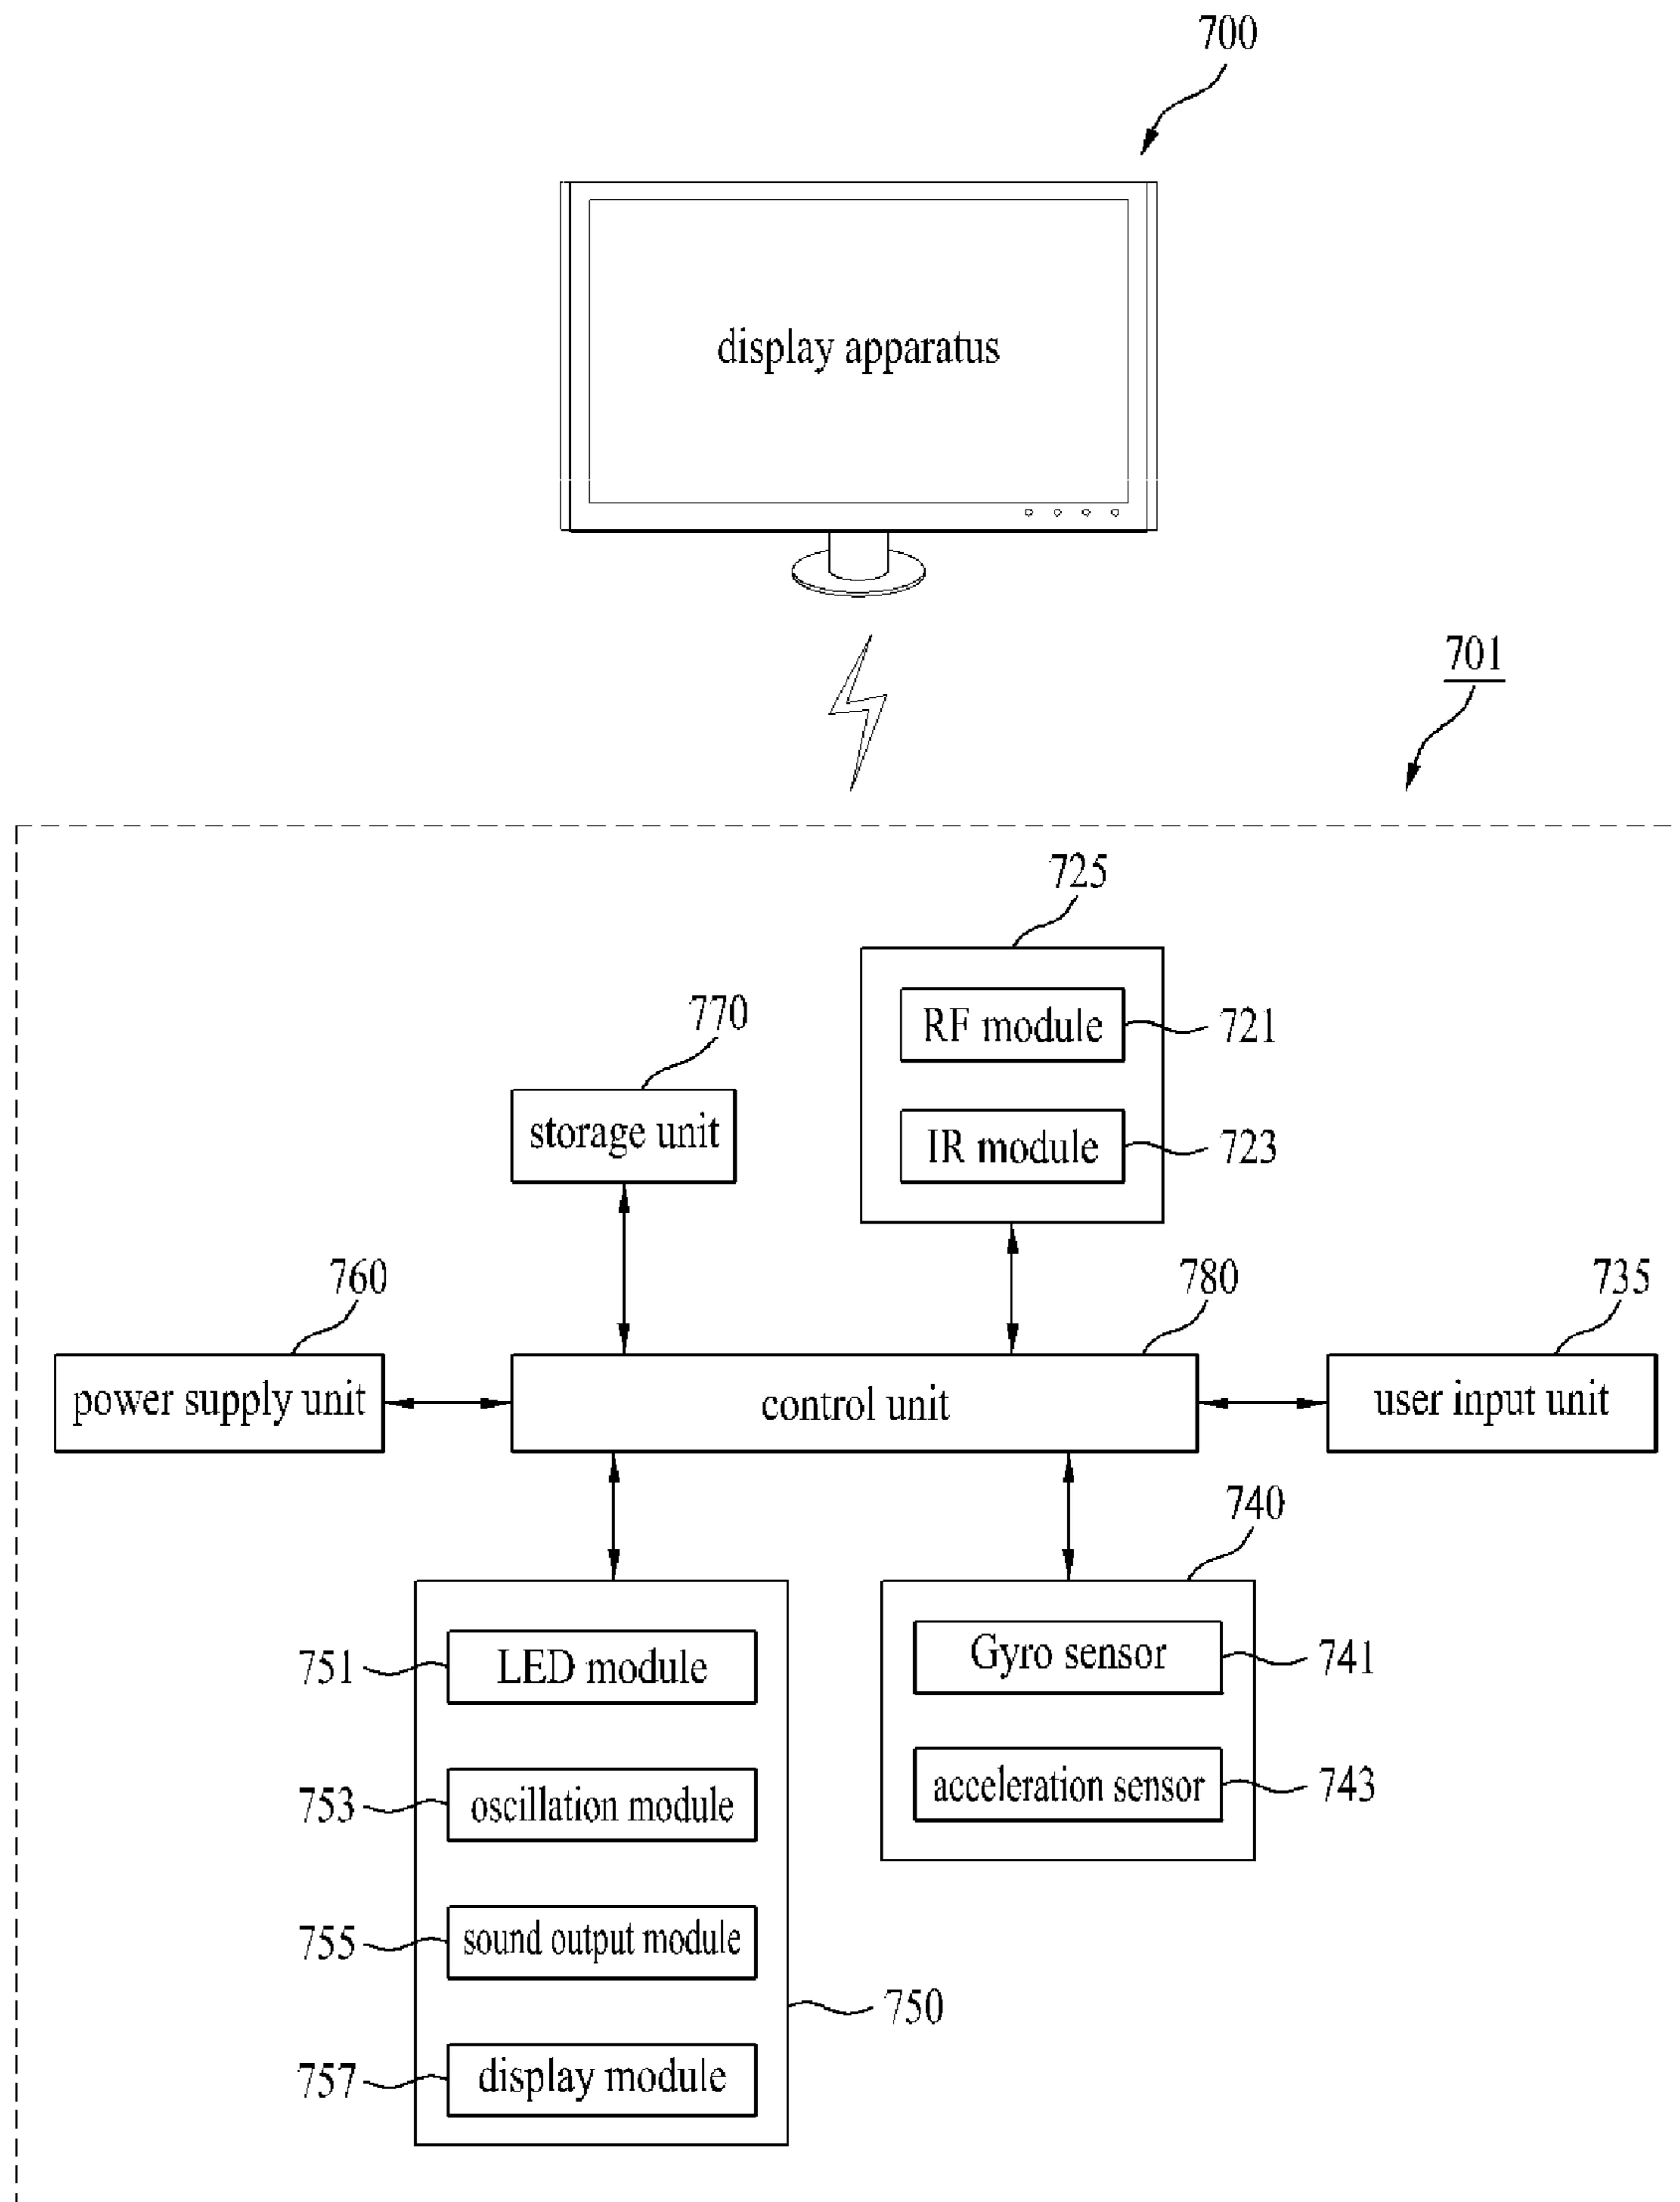 700
display apparatus
701
725
RF module
721
770
IR module
723
storage unit
760
780
735
power supply unit
control unit
user input unit
740
751
LED module
Gyro sensor
741
753
oscillation module
acceleration sensor
743
755
sound output module
750
757
display module